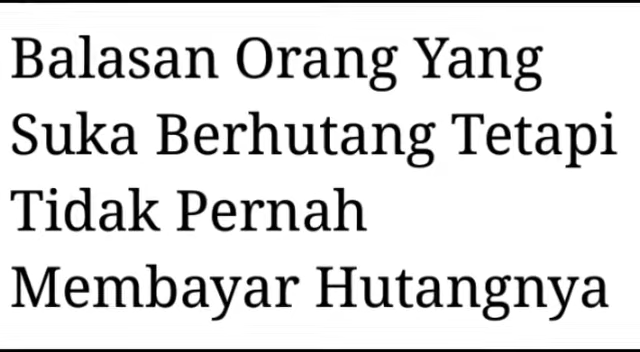 Balasan Orang Yang
Suka Berhutang Tetapi
Tidak Pernah
Membayar Hutangnya